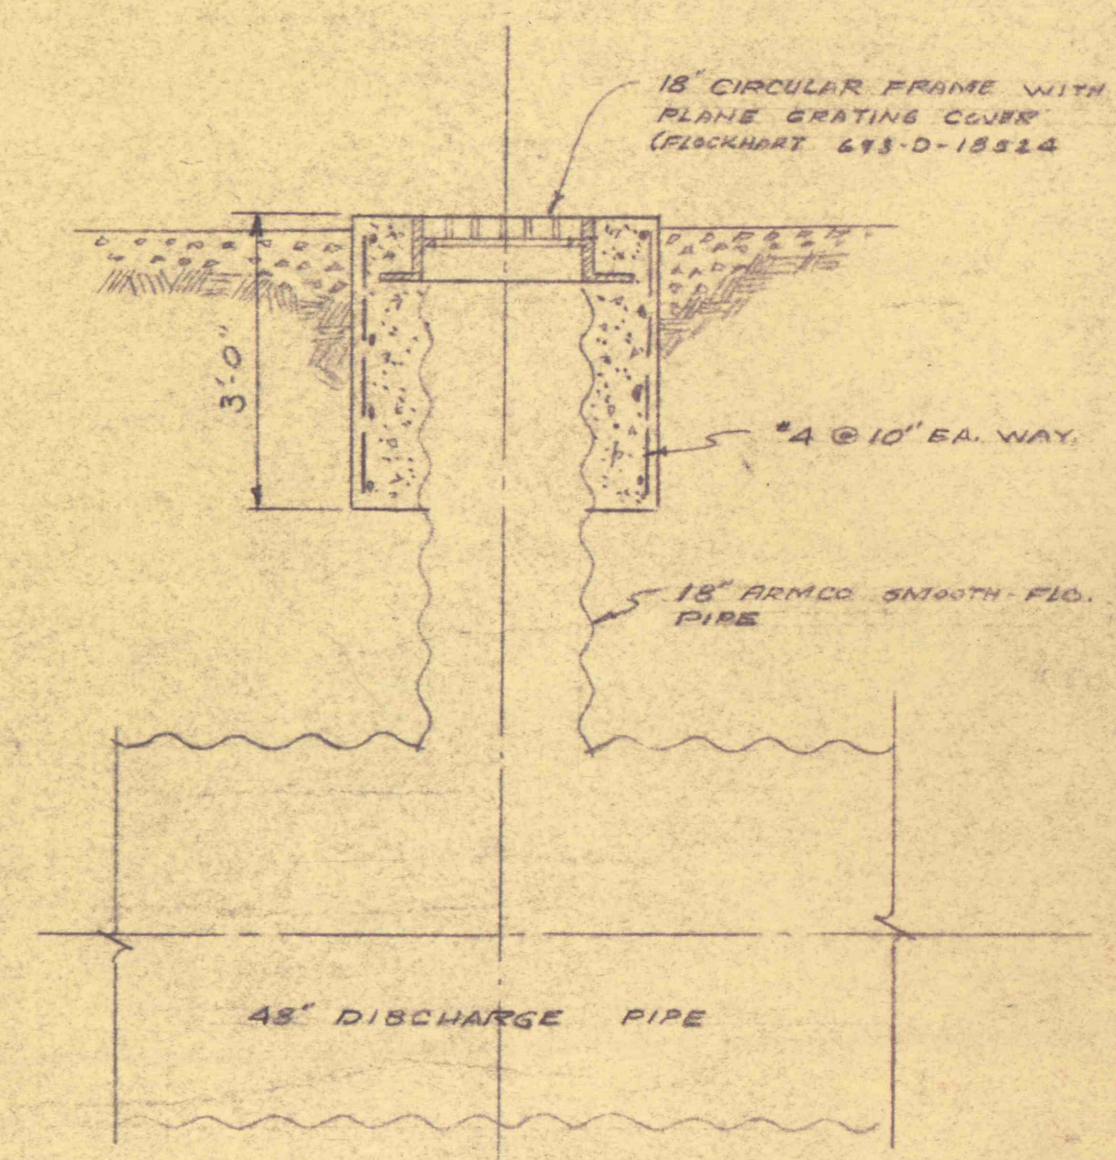 18" CIRCULAR FRAME WITH
PLANE GRATING COVER
(FLOCKHART 693-D-18524
3'-0"
#4 @ 10" EA. WAY.
18" ARMCO SMOOTH-FLO.
PIPE
48" DISCHARGE PIPE